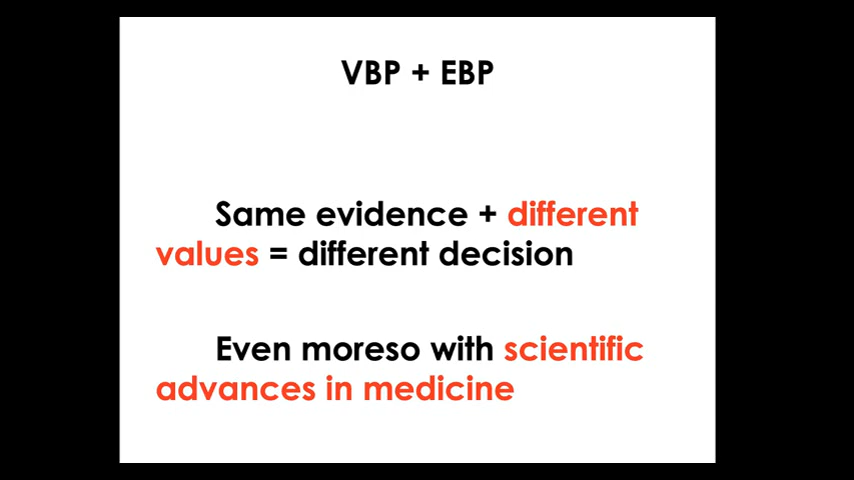 VBP + EBP
Same evidence + different
values = different decision
Even moreso with scientific
advances in medicine